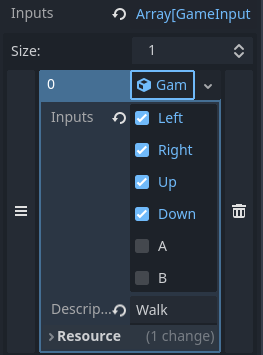 Inputs Array[GameInput
Size: 1
0 Gam
Inputs Left
Right
Up
Down
A
B
Descrip... Walk
Resource (1 change)